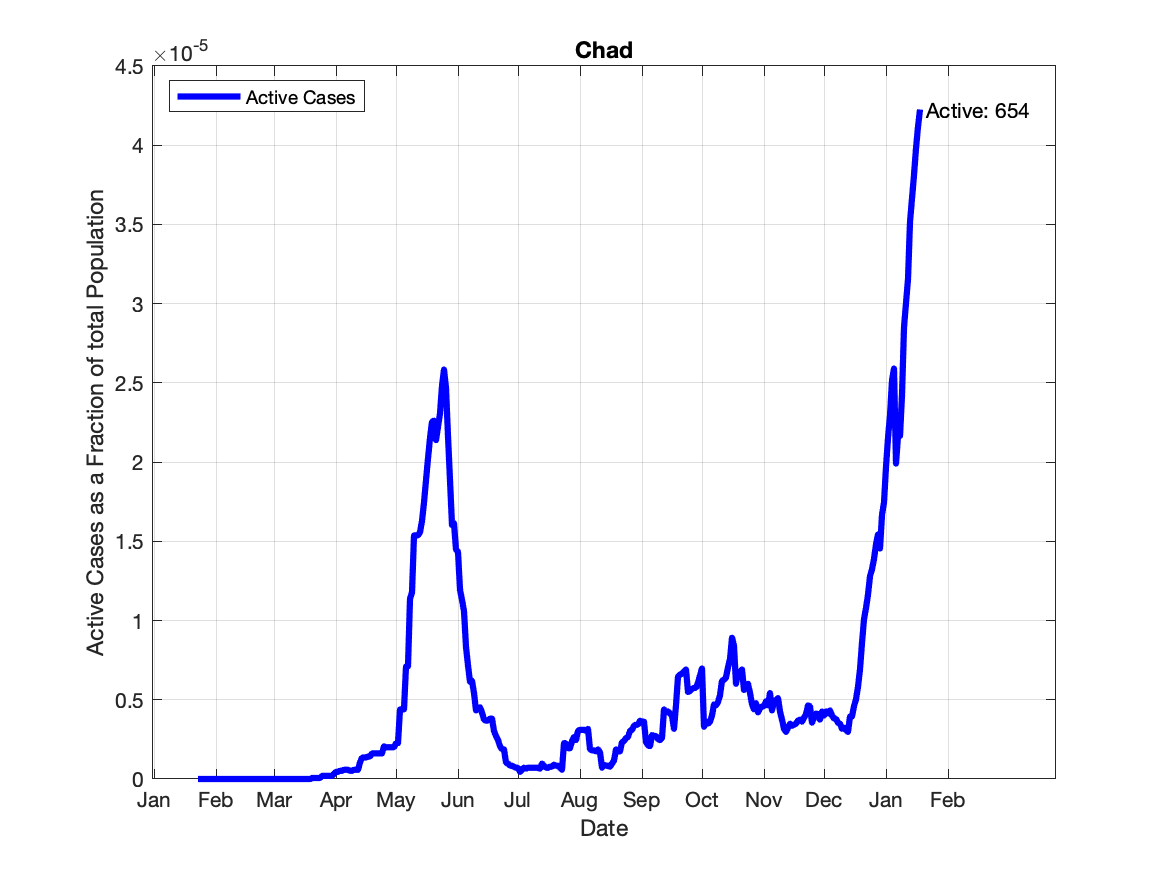 Chad
×10-5
4.5
4
3.5
3
2.5
2
1.5
1
0.5
0
Active Cases as a Fraction of total Population
Active Cases
Active: 654
Jan Feb Mar Apr May Jun Jul Aug Sep Oct Nov Dec Jan Feb
Date